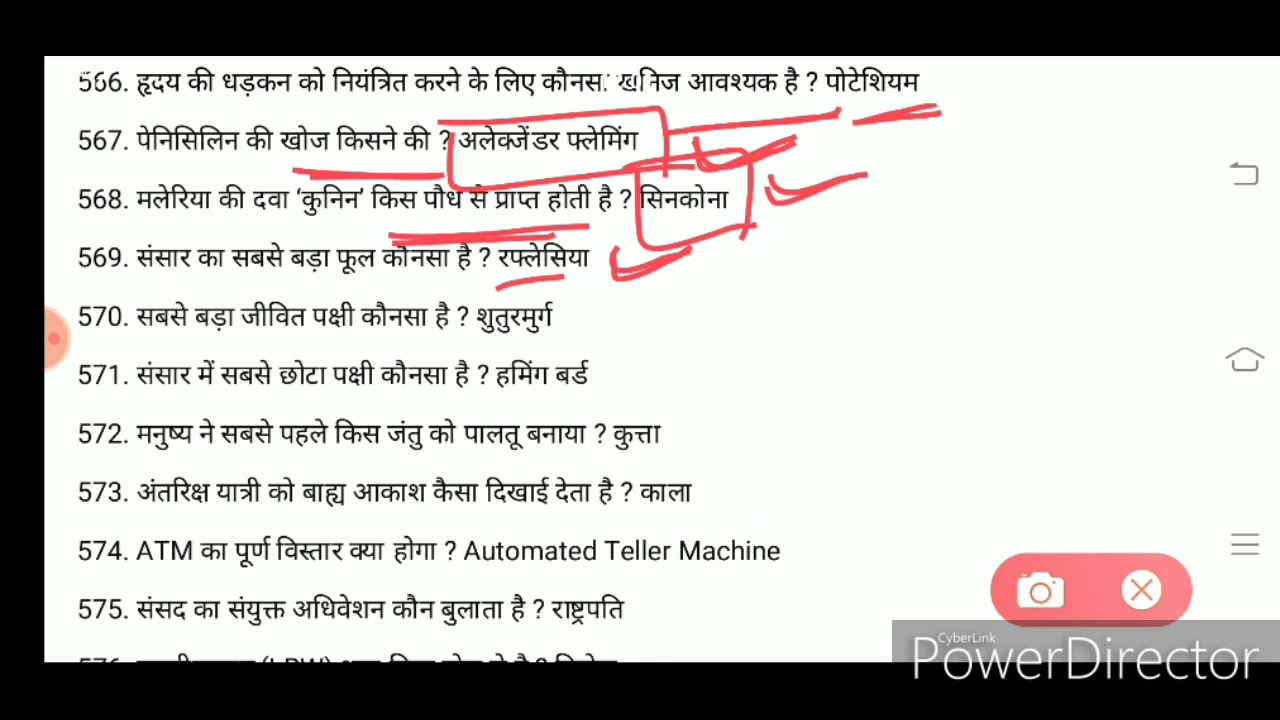 566. हृदय की धड़कन को नियंत्रित करने के लिए कौनसा खनिज आवश्यक है ? पोटेशियम
567. पेनिसिलिन की खोज किसने की ? अलेक्जेंडर फ्लेमिंग
568. मलेरिया की दवा ‘कुनिन’ किस पौध से प्राप्त होती है ? सिनकोना
569. संसार का सबसे बड़ा फूल कौनसा है ? रफ्लेसिया
570. सबसे बड़ा जीवित पक्षी कौनसा है ? शुतुरमुर्ग
571. संसार में सबसे छोटा पक्षी कौनसा है ? हमिंग बर्ड
572. मनुष्य ने सबसे पहले किस जंतु को पालतू बनाया ? कुत्ता
573. अंतरिक्ष यात्री को बाह्य आकाश कैसा दिखाई देता है ? काला
574. ATM का पूर्ण विस्तार क्या होगा ? Automated Teller Machine
575. संसद का संयुक्त अधिवेशन कौन बुलाता है ? राष्ट्रपति
CyberLink
PowerDirector